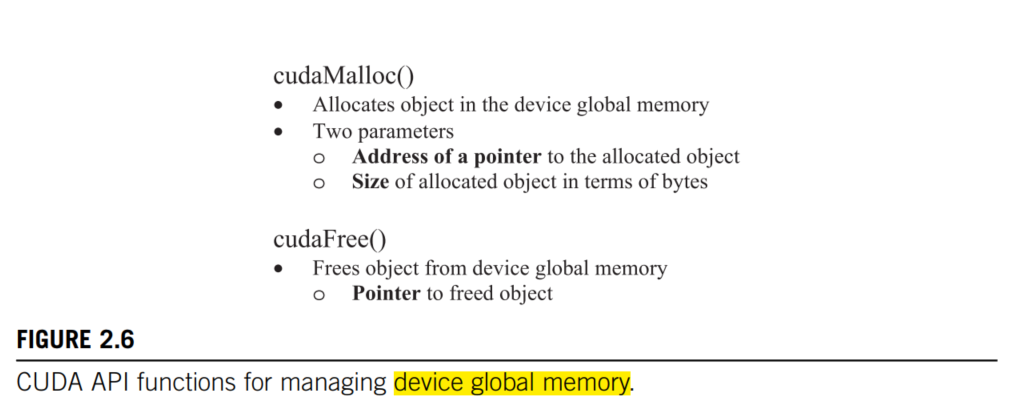 cudaMalloc()
• Allocates object in the device global memory
• Two parameters
o Address of a pointer to the allocated object
o Size of allocated object in terms of bytes
cudaFree()
• Frees object from device global memory
o Pointer to freed object
FIGURE 2.6
CUDA API functions for managing device global memory.